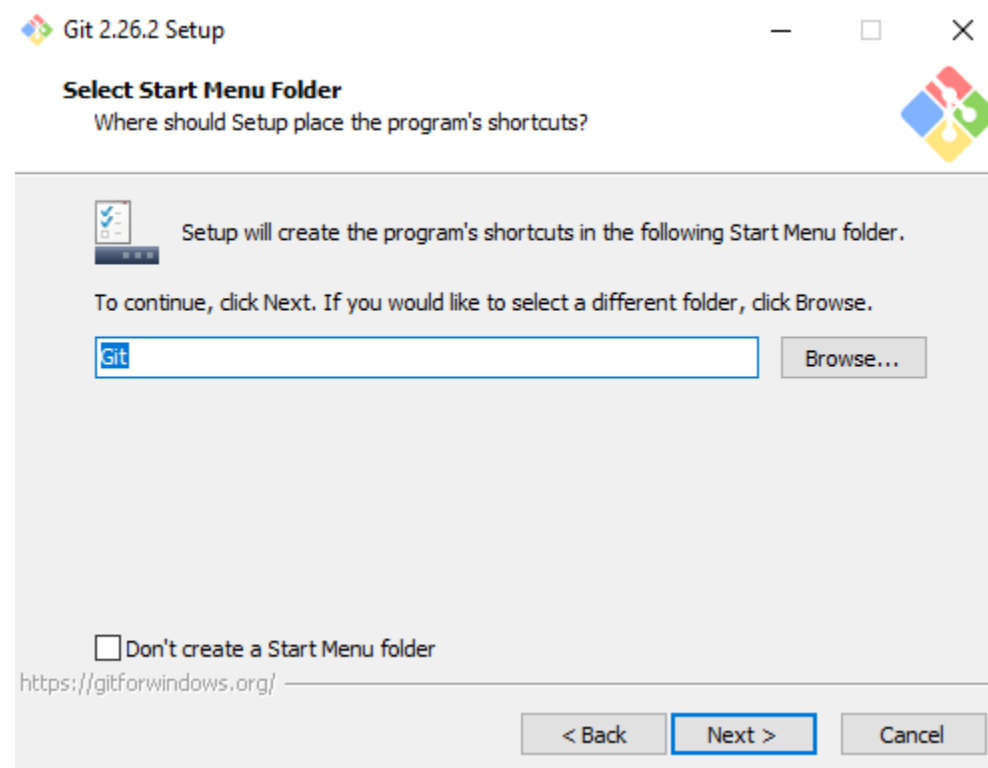 Git 2.26.2 Setup
Select Start Menu Folder
Where should Setup place the program's shortcuts?
Setup will create the program's shortcuts in the following Start Menu folder.
To continue, click Next. If you would like to select a different folder, click Browse.
Git
Browse...
Don't create a Start Menu folder
https://gitforwindows.org/
< Back
Next >
Cancel